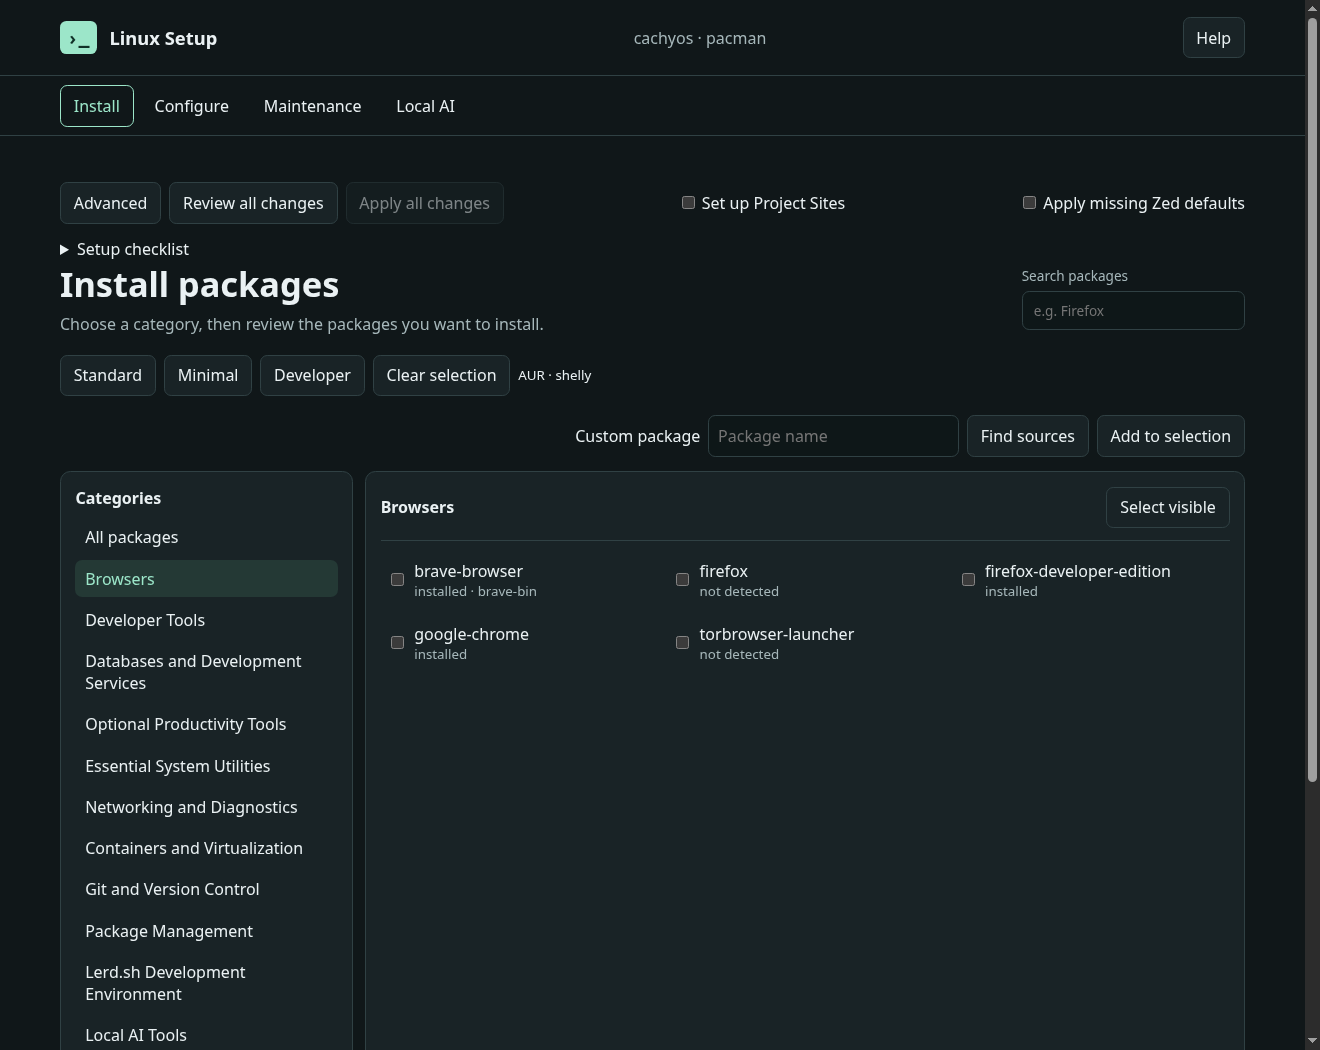 ›_ Linux Setup
cachyos · pacman
Help
Install
Configure
Maintenance
Local AI
Advanced
Review all changes
Apply all changes
Set up Project Sites
Apply missing Zed defaults
Setup checklist
Install packages
Choose a category, then review the packages you want to install.
Search packages
e.g. Firefox
Standard
Minimal
Developer
Clear selection
AUR · shelly
Custom package
Package name
Find sources
Add to selection
Categories
All packages
Browsers
Developer Tools
Databases and Development
Services
Optional Productivity Tools
Essential System Utilities
Networking and Diagnostics
Containers and Virtualization
Git and Version Control
Package Management
Lerd.sh Development
Environment
Local AI Tools
Browsers
Select visible
brave-browser
installed · brave-bin
firefox
not detected
firefox-developer-edition
installed
google-chrome
installed
torbrowser-launcher
not detected